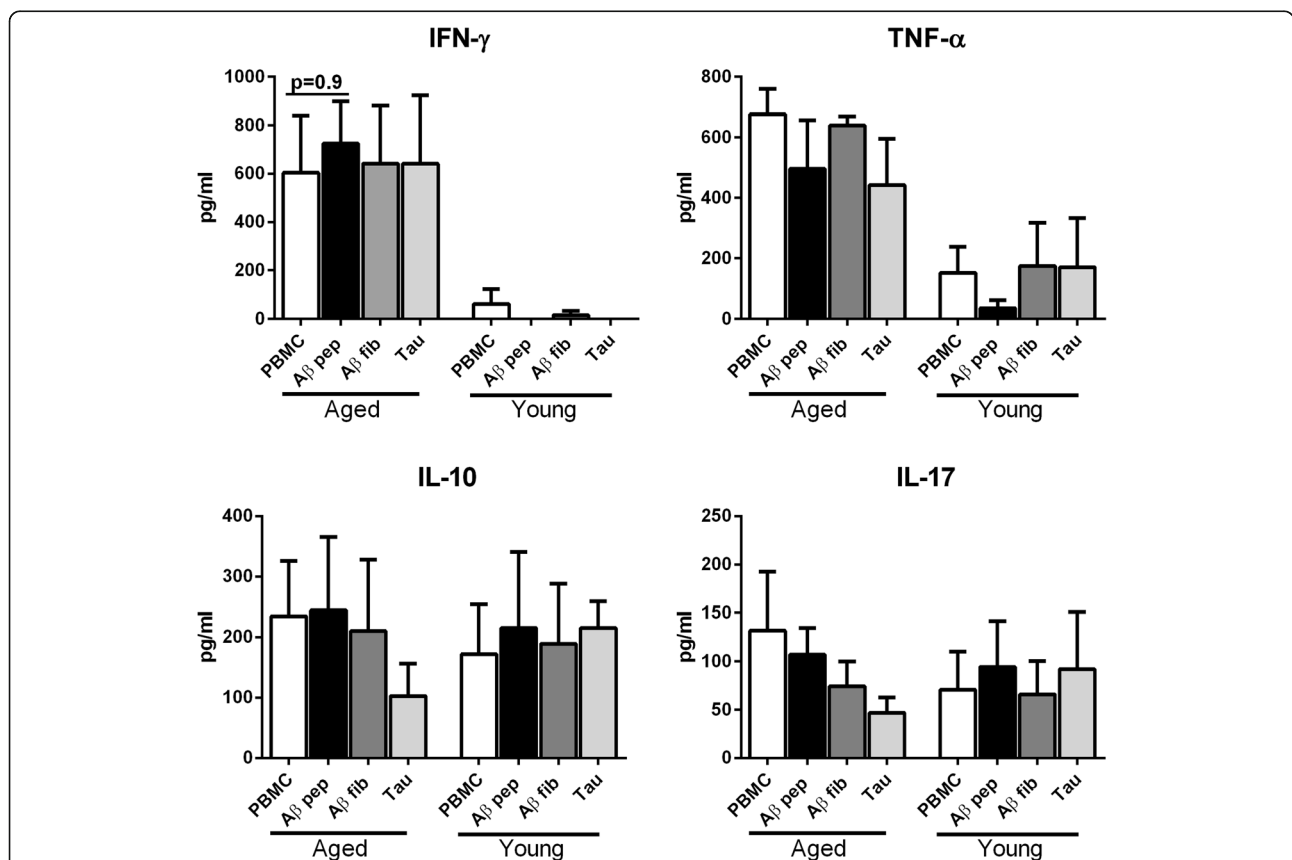 IFN-γ
p=0.9
1000
800
600
400
200
0
pg/ml
PBMC Aβ pep Aβ fib Tau PBMC Aβ pep Aβ fib Tau
Aged Young
TNF-α
800
600
400
200
0
pg/ml
PBMC Aβ pep Aβ fib Tau PBMC Aβ pep Aβ fib Tau
Aged Young
IL-10
400
300
200
100
0
pg/ml
PBMC Aβ pep Aβ fib Tau PBMC Aβ pep Aβ fib Tau
Aged Young
IL-17
250
200
150
100
50
0
pg/ml
PBMC Aβ pep Aβ fib Tau PBMC Aβ pep Aβ fib Tau
Aged Young